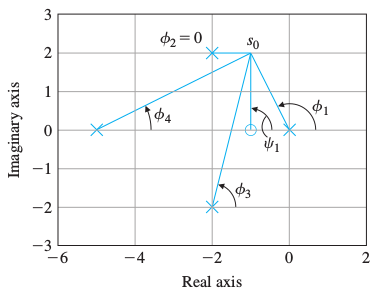 3
ϕ₂ = 0
s₀
2
1
ϕ₄
ϕ₁
0
ψ₁
−1
ϕ₃
−2
−3
−6
−4
−2
0
2
Imaginary axis
Real axis